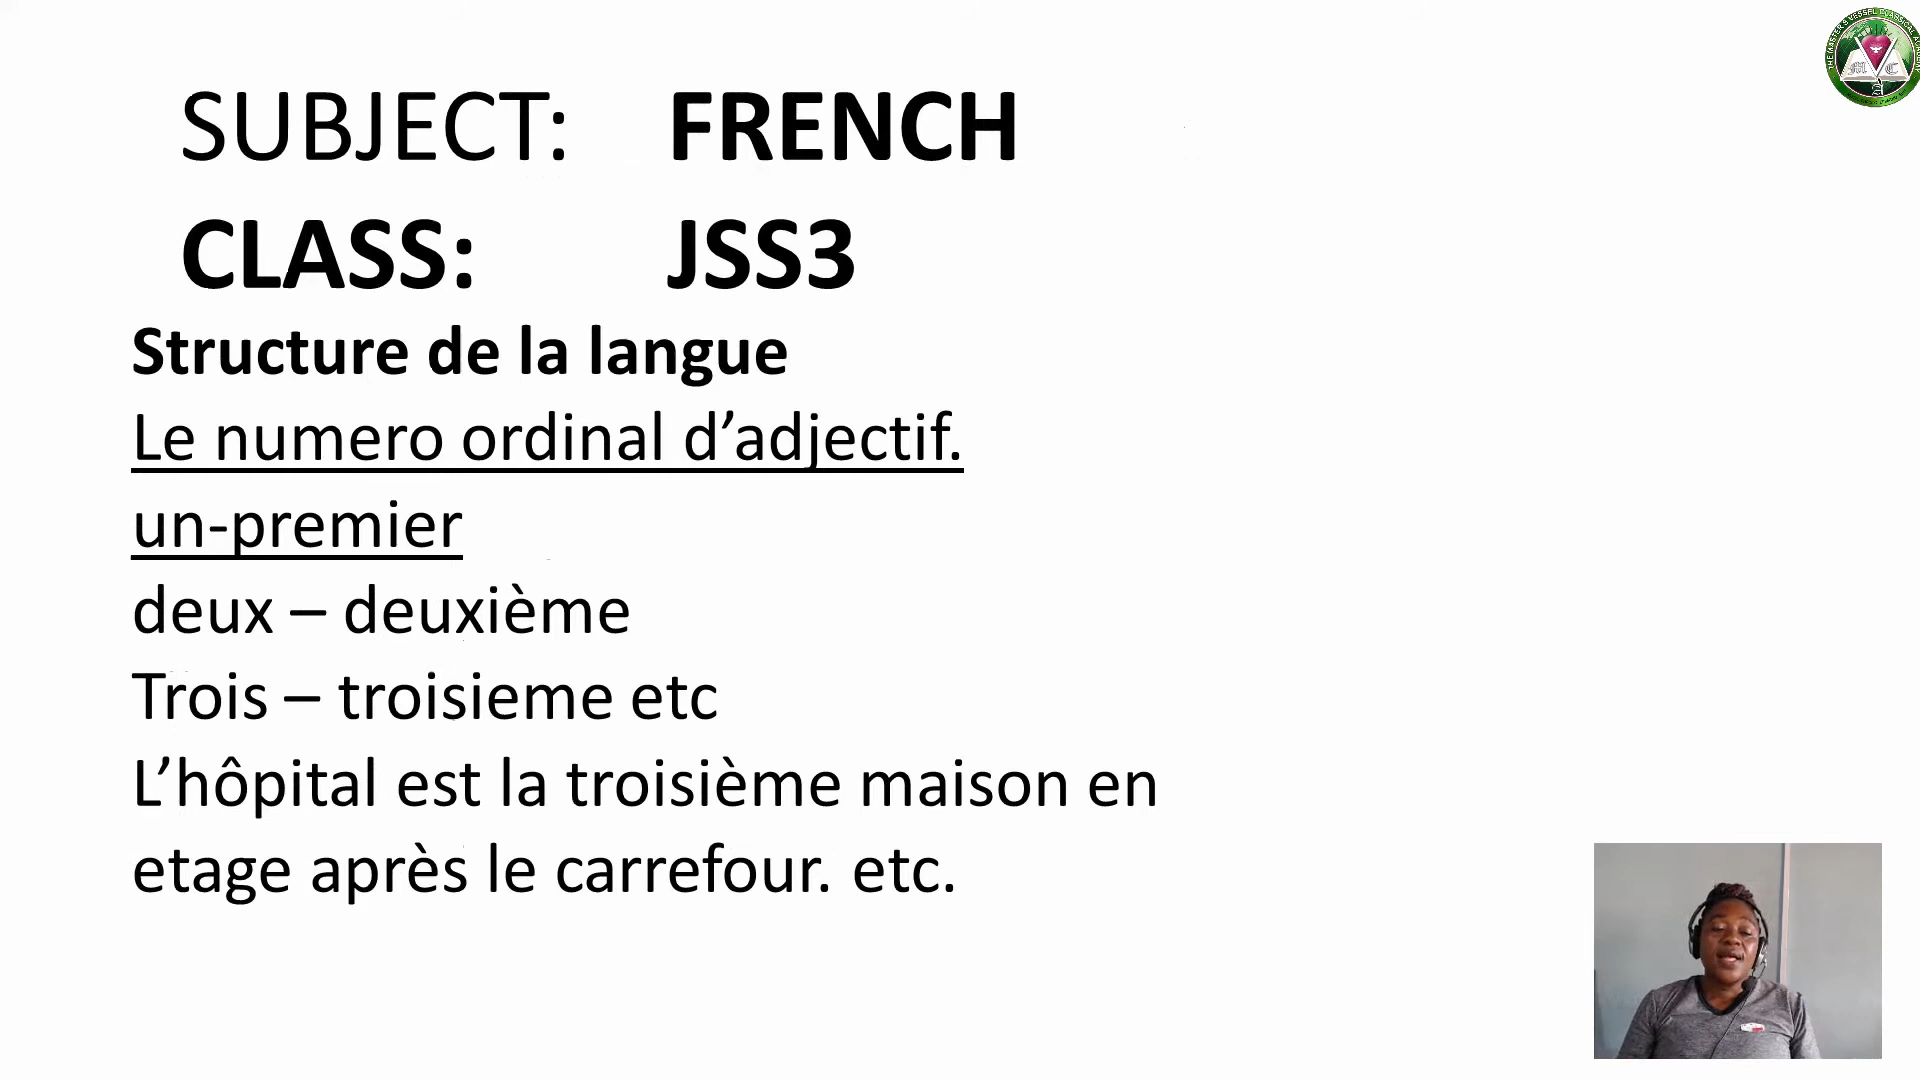 SUBJECT: FRENCH
CLASS: JSS3
Structure de la langue
Le numero ordinal d’adjectif.
un-premier
deux – deuxième
Trois – troisieme etc
L’hôpital est la troisième maison en
etage après le carrefour. etc.